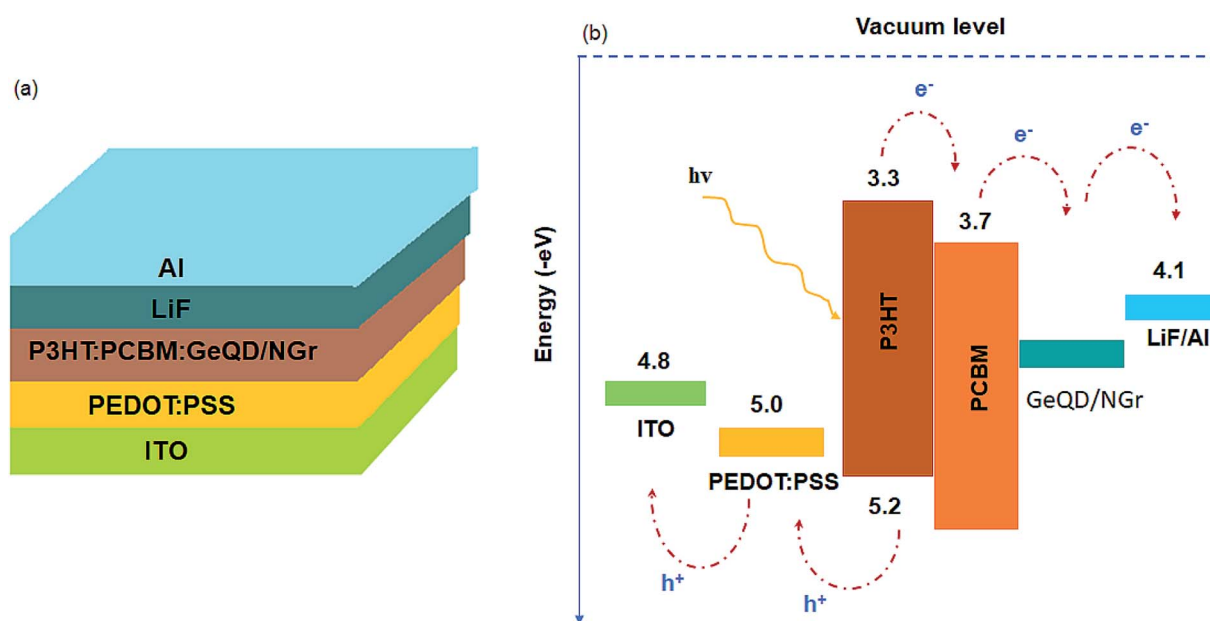 (a)
Al
LiF
P3HT:PCBM:GeQD/NGr
PEDOT:PSS
ITO
(b)
Vacuum level
Energy (-eV)
e-
e-
e-
hv
3.3
3.7
4.1
P3HT
PCBM
LiF/Al
4.8
ITO
5.0
PEDOT:PSS
GeQD/NGr
5.2
h+
h+